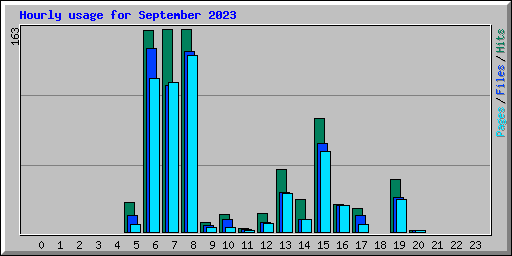 Hourly usage for September 2023
163
Pages/Files/Hits
0 1 2 3 4 5 6 7 8 9 10 11 12 13 14 15 16 17 18 19 20 21 22 23